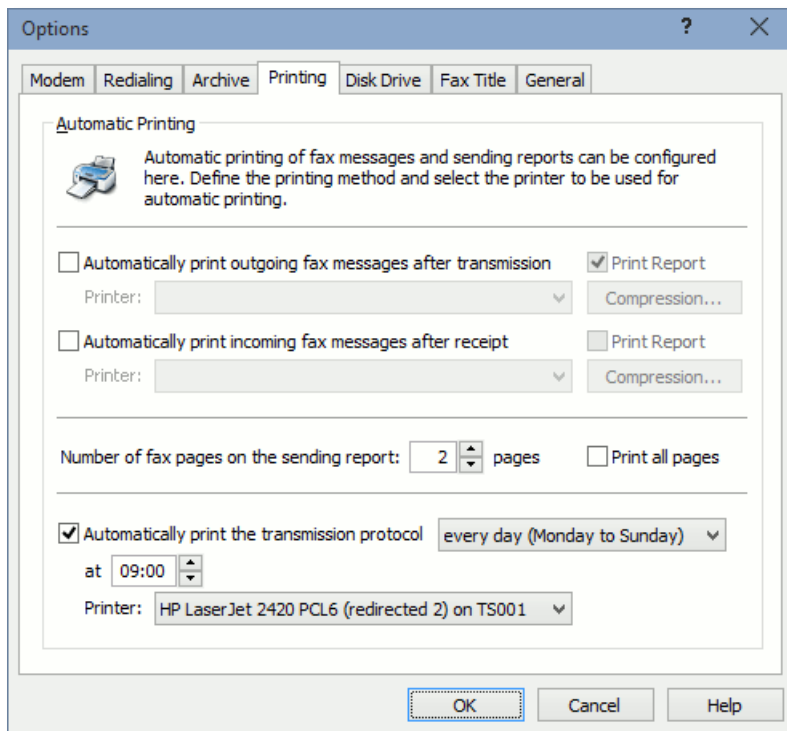 Options ?
Modem Redialing Archive Printing Disk Drive Fax Title General
Automatic Printing
Automatic printing of fax messages and sending reports can be configured
here. Define the printing method and select the printer to be used for
automatic printing.
Automatically print outgoing fax messages after transmission Print Report
Printer: Compression...
Automatically print incoming fax messages after receipt Print Report
Printer: Compression...
Number of fax pages on the sending report: 2 pages Print all pages
Automatically print the transmission protocol every day (Monday to Sunday)
at 09:00
Printer: HP LaserJet 2420 PCL6 (redirected 2) on TS001
OK Cancel Help